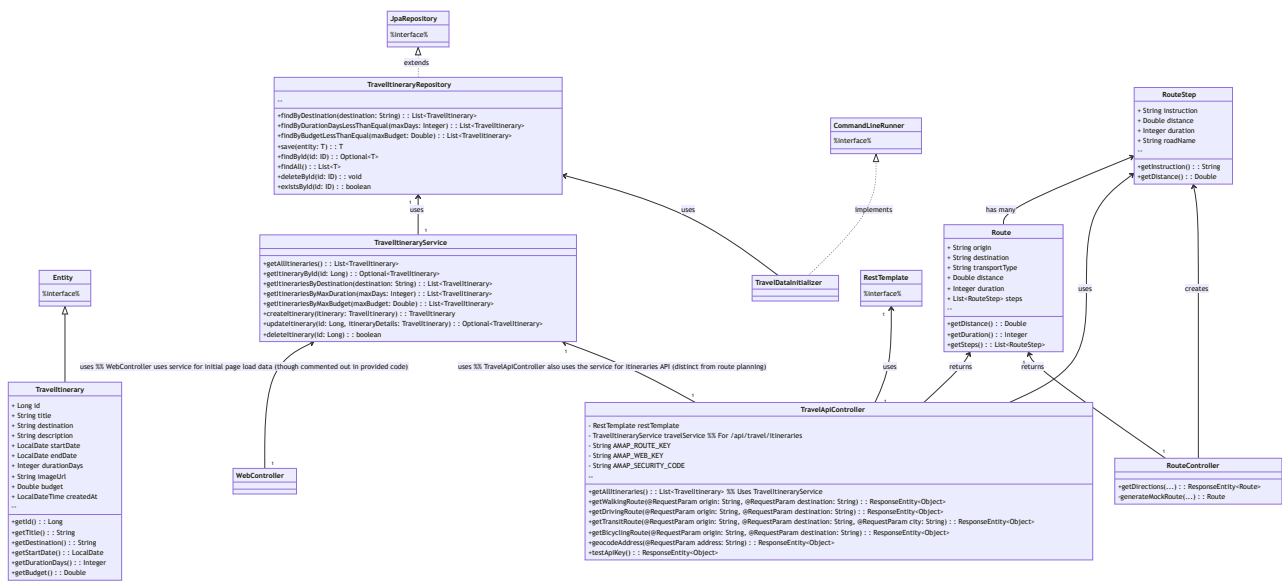 JpaRepository
%interface%
extends
TravelItineraryRepository
--
+findByDestination(destination: String) : : List<TravelItinerary>
+findByDurationDaysLessThanEqual(maxDays: Integer) : : List<TravelItinerary>
+findByBudgetLessThanEqual(maxBudget: Double) : : List<TravelItinerary>
+save(entity: T) : : T
+findById(id: ID) : : Optional<T>
+findAll() : : List<T>
+deleteById(id: ID) : : void
+existsById(id: ID) : : boolean
CommandLineRunner
%interface%
RouteStep
+ String instruction
+ Double distance
+ Integer duration
+ String roadName
--
+getInstruction() : : String
+getDistance() : : Double
1
uses
1
uses
implements
has many
TravelItineraryService
+getAllItineraries() : : List<TravelItinerary>
+getItineraryById(id: Long) : : Optional<TravelItinerary>
+getItinerariesByDestination(destination: String) : : List<TravelItinerary>
+getItinerariesByMaxDuration(maxDays: Integer) : : List<TravelItinerary>
+getItinerariesByMaxBudget(maxBudget: Double) : : List<TravelItinerary>
+createItinerary(itinerary: TravelItinerary) : : TravelItinerary
+updateItinerary(id: Long, itineraryDetails: TravelItinerary) : : Optional<TravelItinerary>
+deleteItinerary(id: Long) : : boolean
Route
+ String origin
+ String destination
+ String transportType
+ Double distance
+ Integer duration
+ List<RouteStep> steps
--
+getDistance() : : Double
+getDuration() : : Integer
+getSteps() : : List<RouteStep>
Entity
%interface%
TravelDataInitializer
RestTemplate
%interface%
uses
creates
1
1
1
uses %% WebController uses service for initial page load data (though commented out in provided code)
uses %% TravelApiController also uses the service for itineraries API (distinct from route planning)
uses
returns
returns
1
1
1
1
TravelItinerary
+ Long id
+ String title
+ String destination
+ String description
+ LocalDate startDate
+ LocalDate endDate
+ Integer durationDays
+ String imageUrl
+ Double budget
+ LocalDateTime createdAt
--
+getId() : : Long
+getTitle() : : String
+getDestination() : : String
+getStartDate() : : LocalDate
+getDurationDays() : : Integer
+getBudget() : : Double
WebController
TravelApiController
- RestTemplate restTemplate
- TravelItineraryService travelService %% For /api/travel/itineraries
- String AMAP_ROUTE_KEY
- String AMAP_WEB_KEY
- String AMAP_SECURITY_CODE
--
+getAllItineraries() : : List<TravelItinerary> %% Uses TravelItineraryService
+getWalkingRoute(@RequestParam origin: String, @RequestParam destination: String) : : ResponseEntity<Object>
+getDrivingRoute(@RequestParam origin: String, @RequestParam destination: String) : : ResponseEntity<Object>
+getTransitRoute(@RequestParam origin: String, @RequestParam destination: String, @RequestParam city: String) : : ResponseEntity<Object>
+getBicyclingRoute(@RequestParam origin: String, @RequestParam destination: String) : : ResponseEntity<Object>
+geocodeAddress(@RequestParam address: String) : : ResponseEntity<Object>
+testApiKey() : : ResponseEntity<Object>
RouteController
+getDirections(...) : : ResponseEntity<Route>
-generateMockRoute(...) : : Route